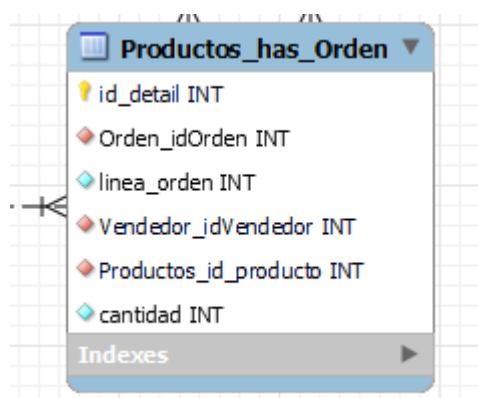 Productos_has_Orden
id_detail INT
Orden_idOrden INT
linea_orden INT
Vendedor_idVendedor INT
Productos_id_producto INT
cantidad INT
Indexes